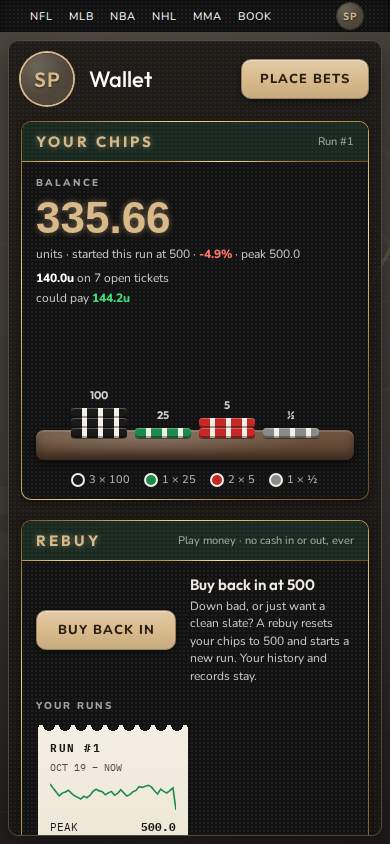 NFL MLB NBA NHL MMA BOOK SP
SP Wallet PLACE BETS
YOUR CHIPS Run #1
BALANCE
335.66
units · started this run at 500 · -4.9% · peak 500.0
140.0u on 7 open tickets
could pay 144.2u
100
25
5
½
3 × 100 1 × 25 2 × 5 1 × ½
REBUY Play money · no cash in or out, ever
BUY BACK IN
Buy back in at 500
Down bad, or just want a
clean slate? A rebuy resets
your chips to 500 and starts a
new run. Your history and
records stay.
YOUR RUNS
RUN #1
OCT 19 – NOW
PEAK 500.0